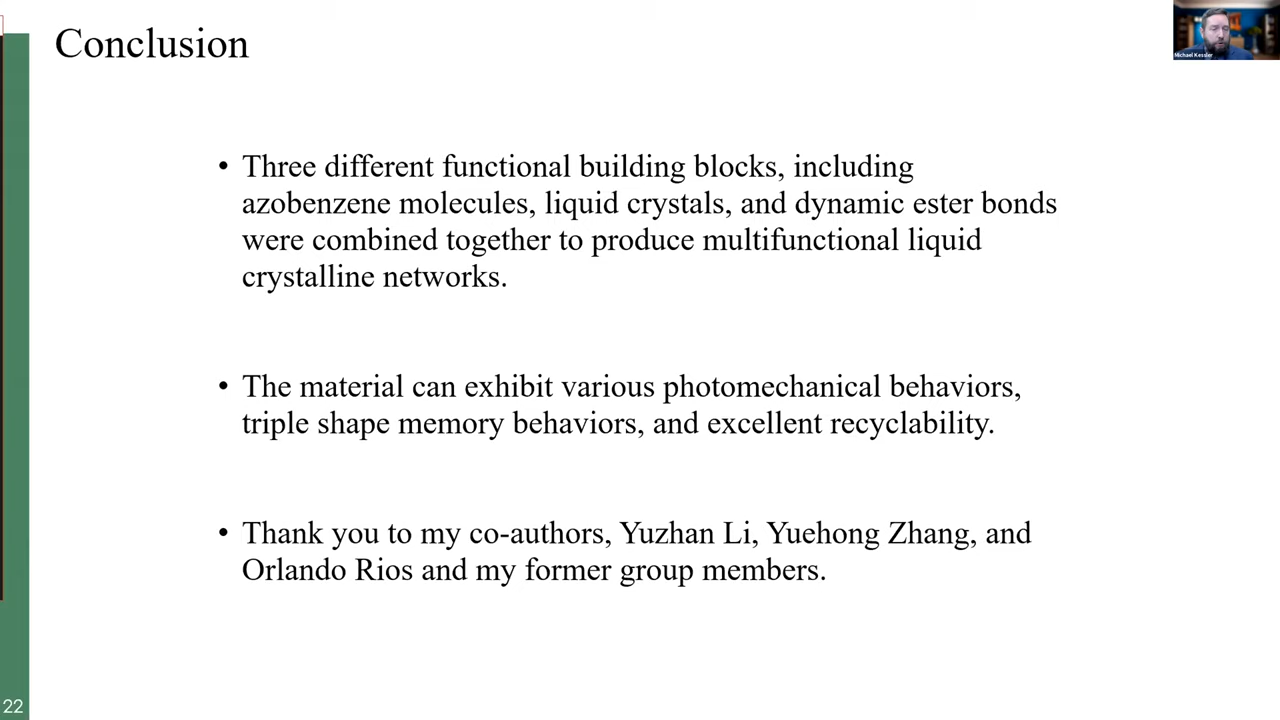 Conclusion
Michael Kessler
• Three different functional building blocks, including
azobenzene molecules, liquid crystals, and dynamic ester bonds
were combined together to produce multifunctional liquid
crystalline networks.
• The material can exhibit various photomechanical behaviors,
triple shape memory behaviors, and excellent recyclability.
• Thank you to my co-authors, Yuzhan Li, Yuehong Zhang, and
Orlando Rios and my former group members.
22